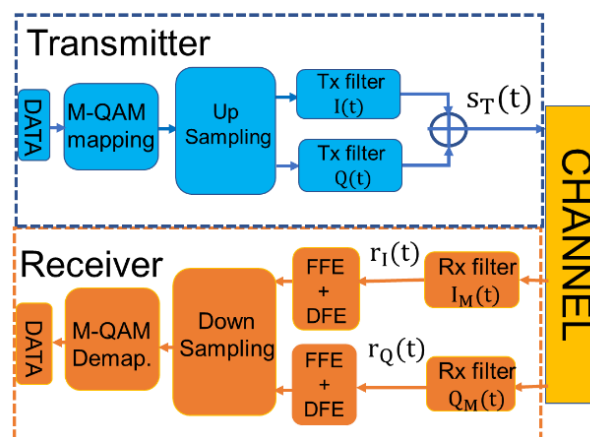 Transmitter
DATA
M-QAM
mapping
Up
Sampling
Tx filter
I(t)
Tx filter
Q(t)
s_T(t)
CHANNEL
Receiver
DATA
M-QAM
Demap.
Down
Sampling
FFE
+
DFE
r_I(t)
Rx filter
I_M(t)
FFE
+
DFE
r_Q(t)
Rx filter
Q_M(t)